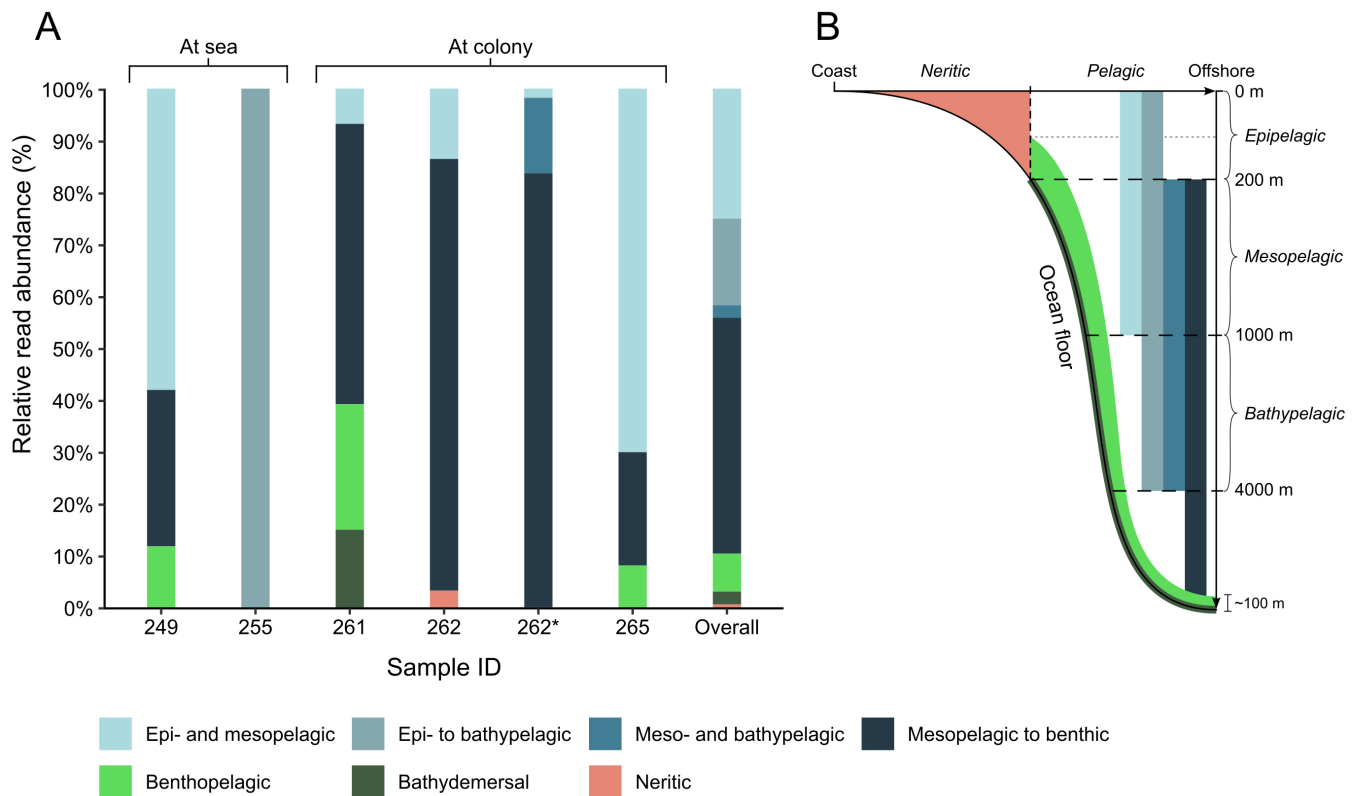 A
At sea
At colony
Relative read abundance (%)
100%
90%
80%
70%
60%
50%
40%
30%
20%
10%
0%
249 255 261 262 262* 265 Overall
Sample ID
B
Coast Neritic Pelagic Offshore
0 m
Epipelagic
200 m
Mesopelagic
Ocean floor
1000 m
Bathypelagic
4000 m
~100 m
Epi- and mesopelagic Epi- to bathypelagic Meso- and bathypelagic Mesopelagic to benthic
Benthopelagic Bathydemersal Neritic